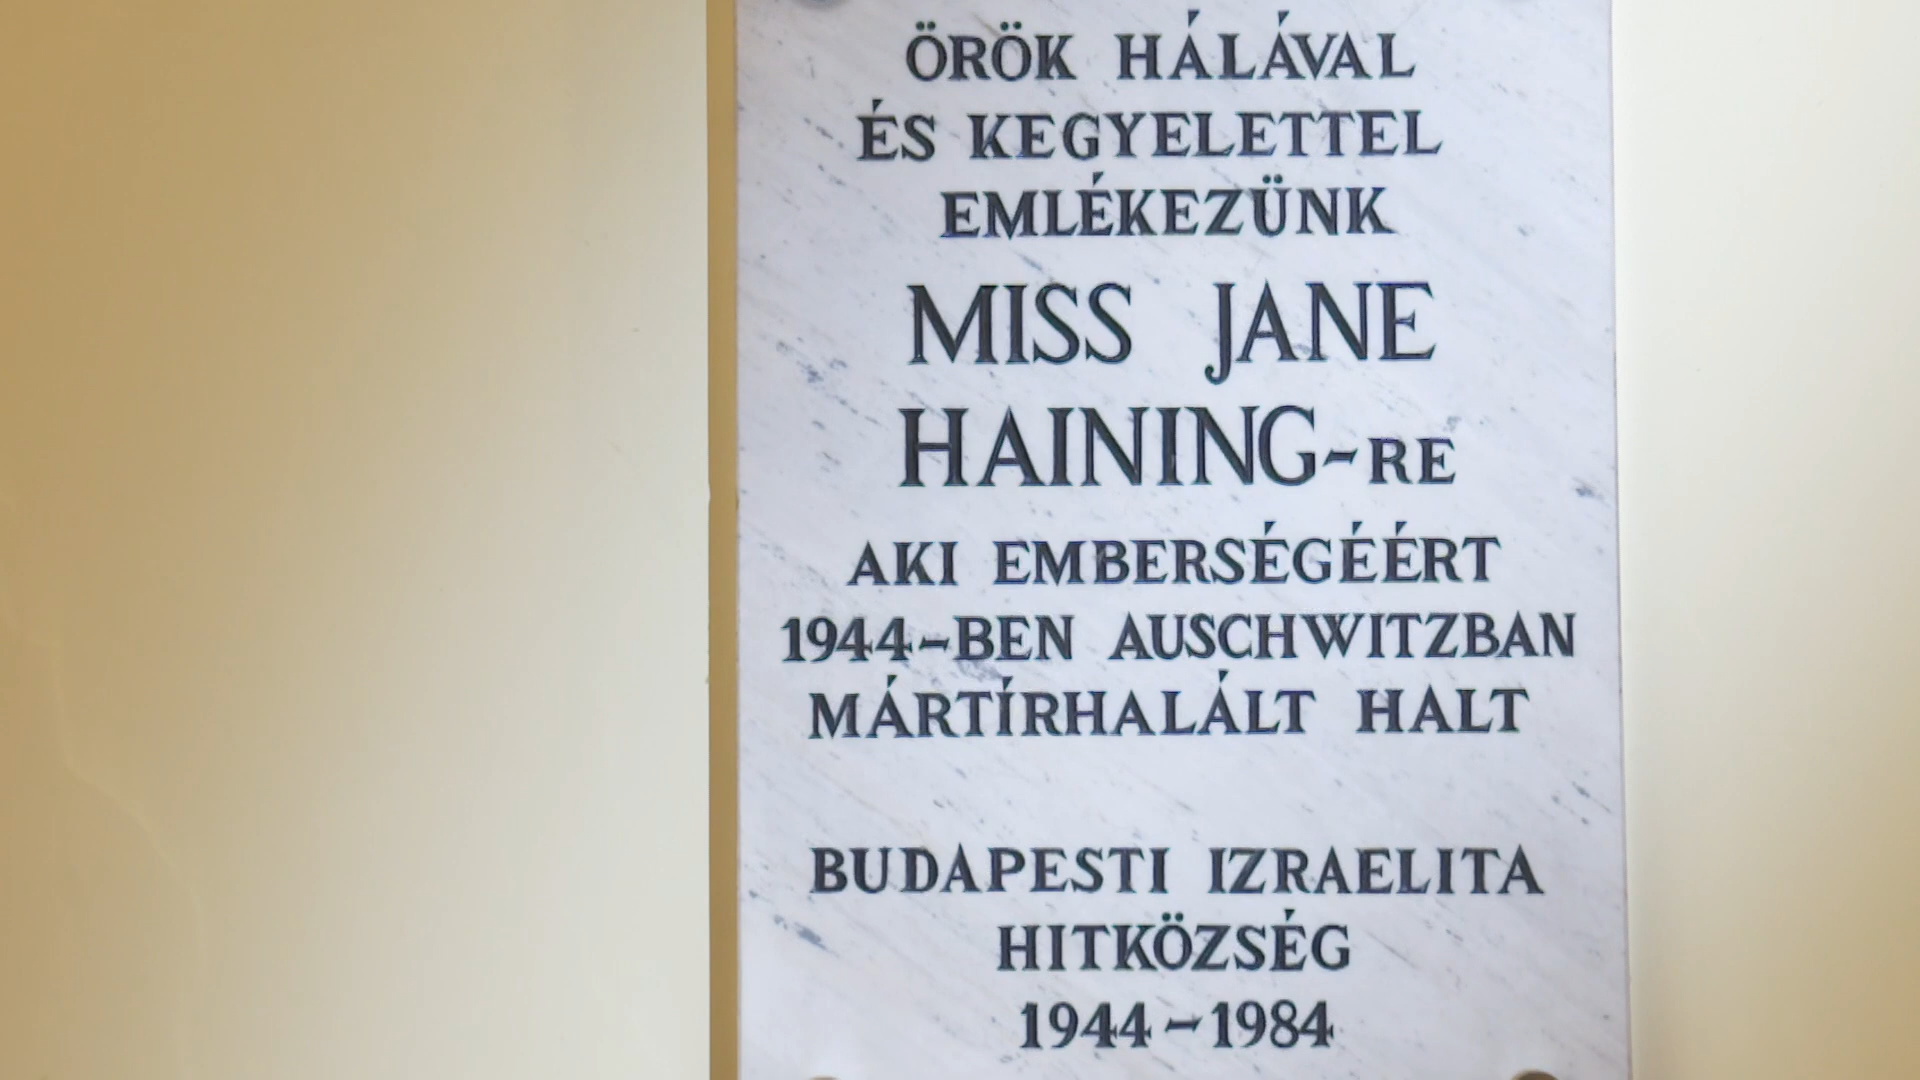 ÖRÖK HÁLÁVAL
ÉS KEGYELETTEL
EMLÉKEZÜNK
MISS JANE
HAINING-RE
AKI EMBERSÉGÉÉRT
1944-BEN AUSCHWITZBAN
MÁRTÍRHALÁLT HALT
BUDAPESTI IZRAELITA
HITKÖZSÉG
1944-1984